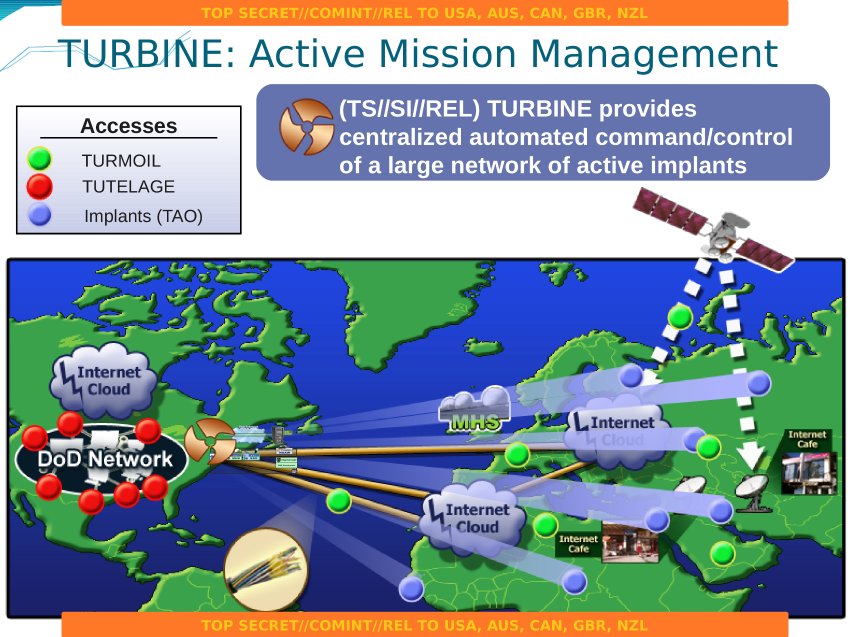 TOP SECRET//COMINT//REL TO USA, AUS, CAN, GBR, NZL
TURBINE: Active Mission Management
(TS//SI//REL) TURBINE provides
centralized automated command/control
of a large network of active implants
Accesses
TURMOIL
TUTELAGE
Implants (TAO)
Internet
Cloud
MHS
Internet
Cloud
Internet
Cafe
DoD Network
Internet
Cloud
Internet
Cafe
TOP SECRET//COMINT//REL TO USA, AUS, CAN, GBR, NZL